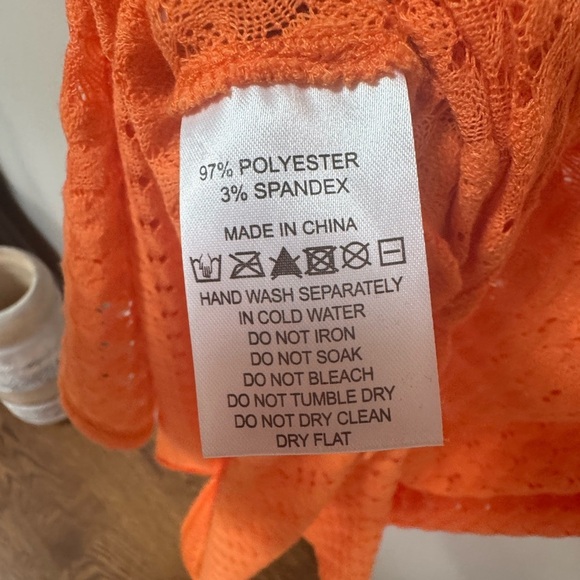 97% POLYESTER
3% SPANDEX
MADE IN CHINA
HAND WASH SEPARATELY
IN COLD WATER
DO NOT IRON
DO NOT SOAK
DO NOT BLEACH
DO NOT TUMBLE DRY
DO NOT DRY CLEAN
DRY FLAT